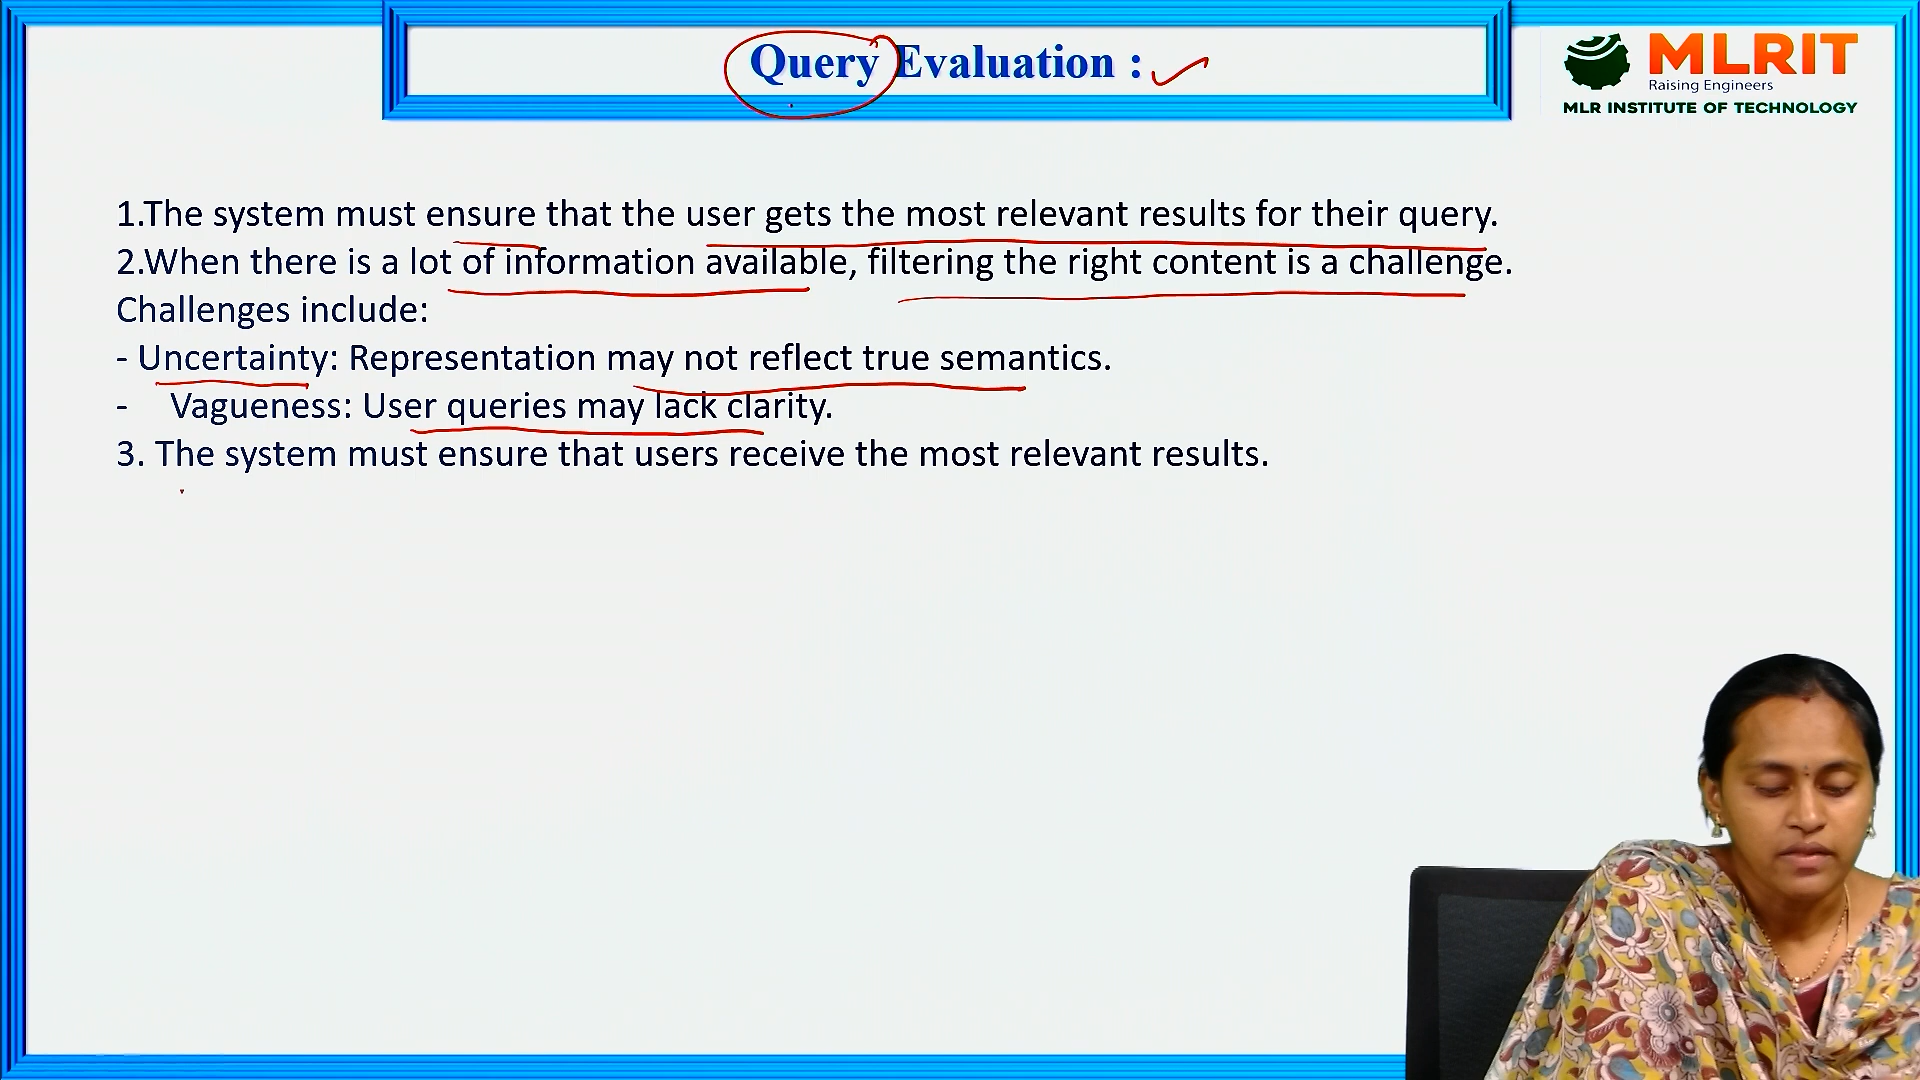 Query Evaluation :
MLRIT
Raising Engineers
MLR INSTITUTE OF TECHNOLOGY
1.The system must ensure that the user gets the most relevant results for their query.
2.When there is a lot of information available, filtering the right content is a challenge.
Challenges include:
- Uncertainty: Representation may not reflect true semantics.
- Vagueness: User queries may lack clarity.
3. The system must ensure that users receive the most relevant results.